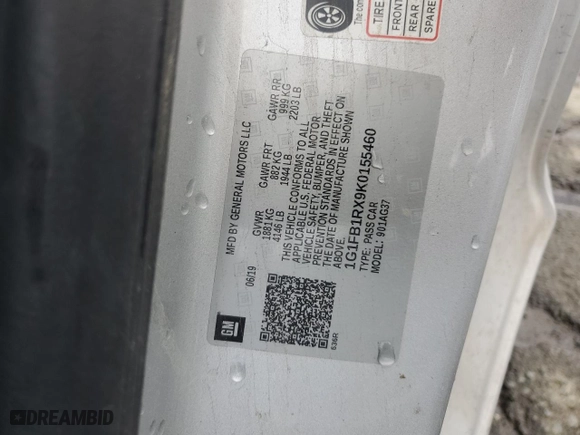 The com
TIRE
FRONT
REAR
SPARE
MFD BY GENERAL MOTORS LLC
06/19
GVWR
1881 KG
4146 LB
GAWR FRT
882 KG
1944 LB
GAWR RR
999 KG
2203 LB
THIS VEHICLE CONFORMS TO ALL
APPLICABLE U.S. FEDERAL MOTOR
VEHICLE SAFETY, BUMPER, AND THEFT
PREVENTION STANDARDS IN EFFECT ON
THE DATE OF MANUFACTURE SHOWN
ABOVE.
1G1FB1RX9K0155460
TYPE: PASS CAR
MODEL: 901AG37
GM
DREAMBID